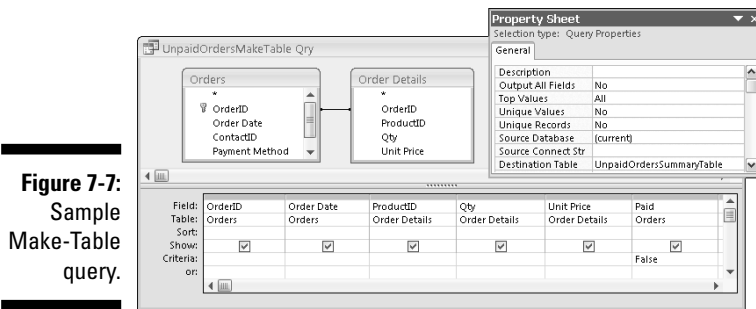 Property Sheet
Selection type: Query Properties
General
Description
Output All Fields No
Top Values All
Unique Values No
Unique Records No
Source Database (current)
Source Connect Str
Destination Table UnpaidOrdersSummaryTable
UnpaidOrdersMakeTable Qry
Orders
*
OrderID
Order Date
ContactID
Payment Method
Order Details
*
OrderID
ProductID
Qty
Unit Price
Field: OrderID Order Date ProductID Qty Unit Price Paid
Table: Orders Orders Order Details Order Details Order Details Orders
Sort:
Show:
Criteria: False
or:
Figure 7-7:
Sample
Make-Table
query.